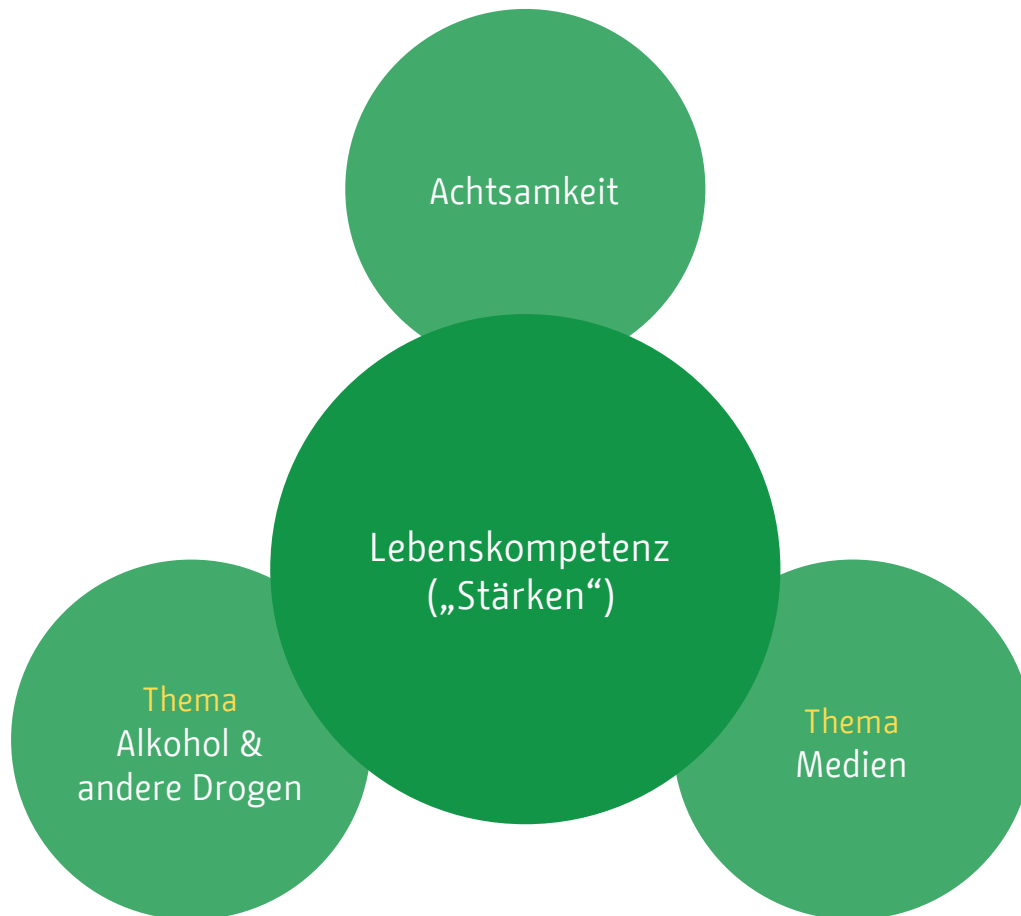 Achtsamkeit
Lebenskompetenz
(„Stärken“)
Thema
Alkohol &
andere Drogen
Thema
Medien